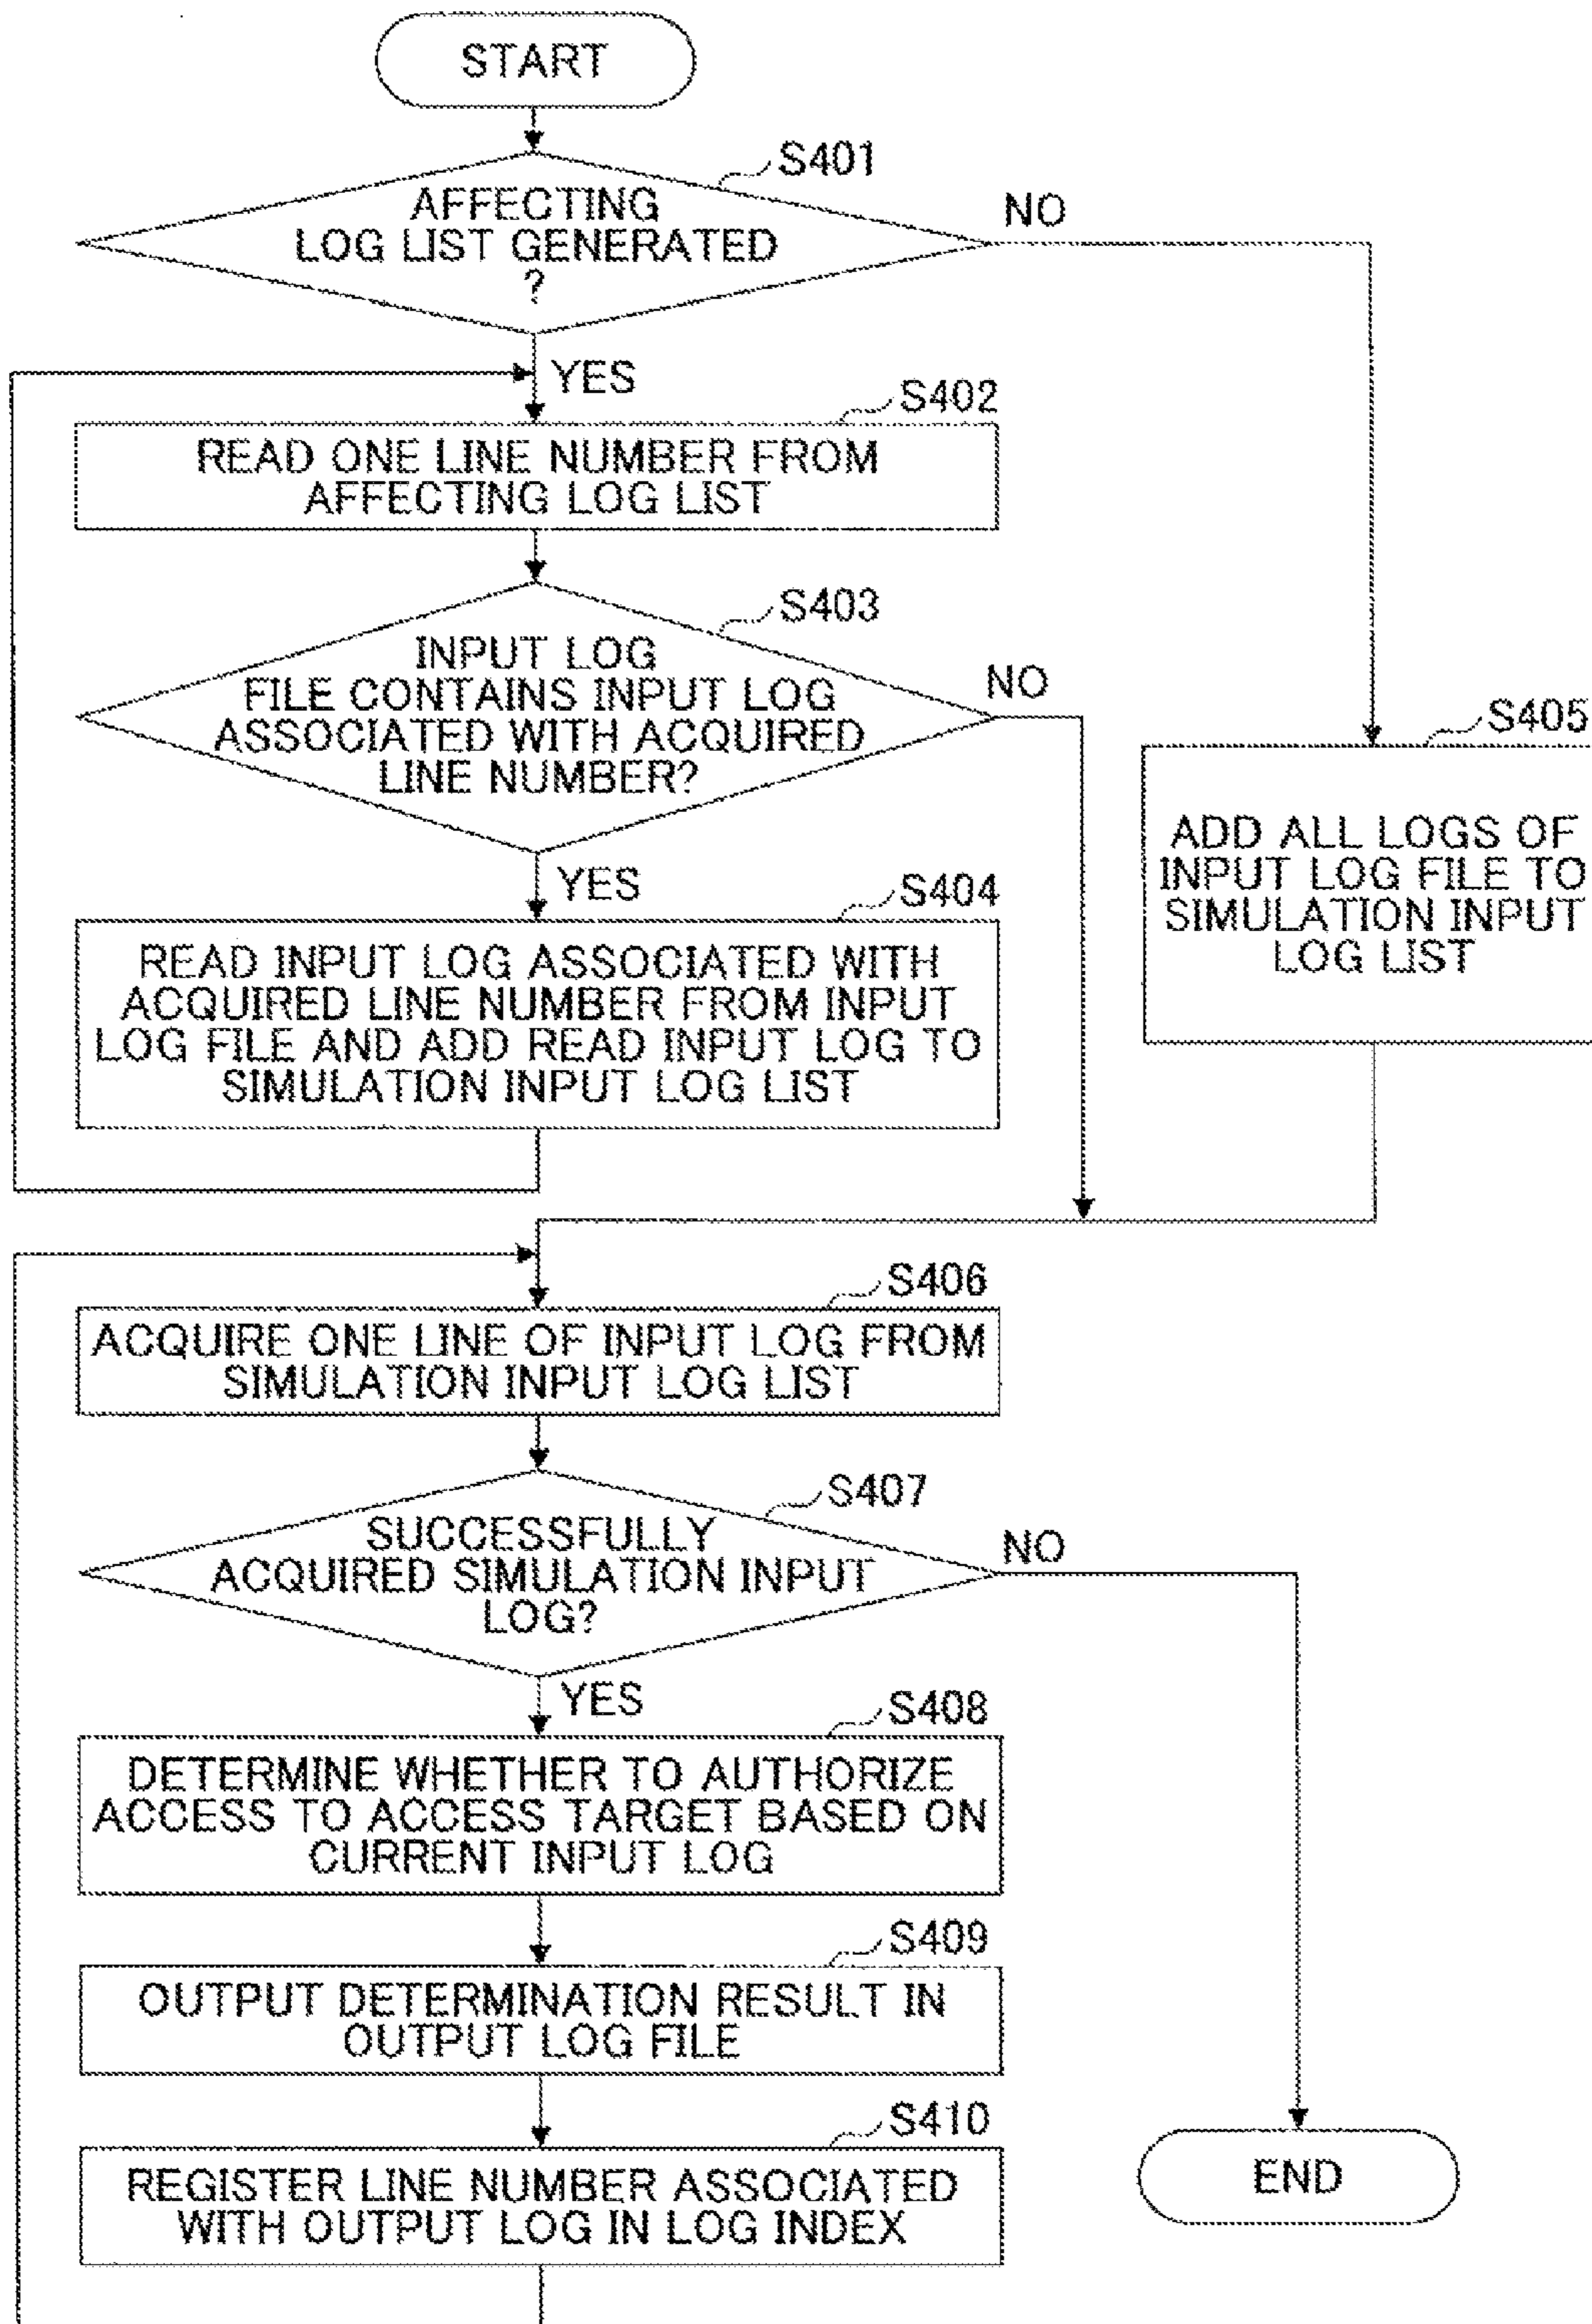 START
S401
AFFECTING
LOG LIST GENERATED
?
NO
YES
S402
READ ONE LINE NUMBER FROM
AFFECTING LOG LIST
S403
INPUT LOG
FILE CONTAINS INPUT LOG
ASSOCIATED WITH ACQUIRED
LINE NUMBER?
NO
YES
S404
READ INPUT LOG ASSOCIATED WITH
ACQUIRED LINE NUMBER FROM INPUT
LOG FILE AND ADD READ INPUT LOG TO
SIMULATION INPUT LOG LIST
S405
ADD ALL LOGS OF
INPUT LOG FILE TO
SIMULATION INPUT
LOG LIST
S406
ACQUIRE ONE LINE OF INPUT LOG FROM
SIMULATION INPUT LOG LIST
S407
SUCCESSFULLY
ACQUIRED SIMULATION INPUT
LOG?
NO
YES
S408
DETERMINE WHETHER TO AUTHORIZE
ACCESS TO ACCESS TARGET BASED ON
CURRENT INPUT LOG
S409
OUTPUT DETERMINATION RESULT IN
OUTPUT LOG FILE
S410
REGISTER LINE NUMBER ASSOCIATED
WITH OUTPUT LOG IN LOG INDEX
END